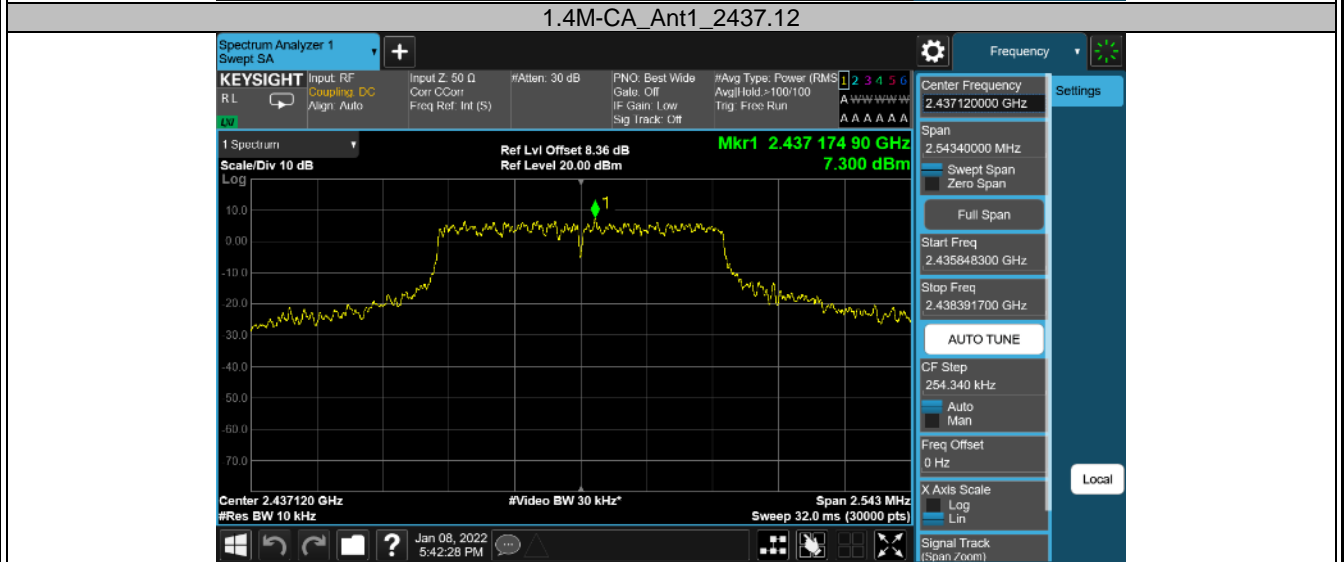 1.4M-CA_Ant1_2437.12
Spectrum Analyzer 1
Swept SA
+
Frequency
KEYSIGHT
RL
Input: RF
Coupling: DC
Align: Auto
Input Z: 50 Ω
Corr CCorr
Freq Ref: Int (S)
#Atten: 30 dB
PNO: Best Wide
Gate: Off
IF Gain: Low
Sig Track: Off
#Avg Type: Power (RMS
Avg|Hold:>100/100
Trig: Free Run
1 2 3 4 5 6
A W W W W W
A A A A A A
1 Spectrum
Scale/Div 10 dB
Ref Lvl Offset 8.36 dB
Ref Level 20.00 dBm
Mkr1 2.437 174 90 GHz
7.300 dBm
Log
1
10.0
0.00
-10.0
-20.0
-30.0
-40.0
50.0
-60.0
70.0
Center 2.437120 GHz
#Video BW 30 kHz*
Span 2.543 MHz
#Res BW 10 kHz
Sweep 32.0 ms (30000 pts)
?
Jan 08, 2022
5:42:28 PM
Center Frequency
2.437120000 GHz
Settings
Span
2.54340000 MHz
Swept Span
Zero Span
Full Span
Start Freq
2.435848300 GHz
Stop Freq
2.438391700 GHz
AUTO TUNE
CF Step
254.340 kHz
Auto
Man
Freq Offset
0 Hz
X Axis Scale
Log
Lin
Local
Signal Track
(Span Zoom)